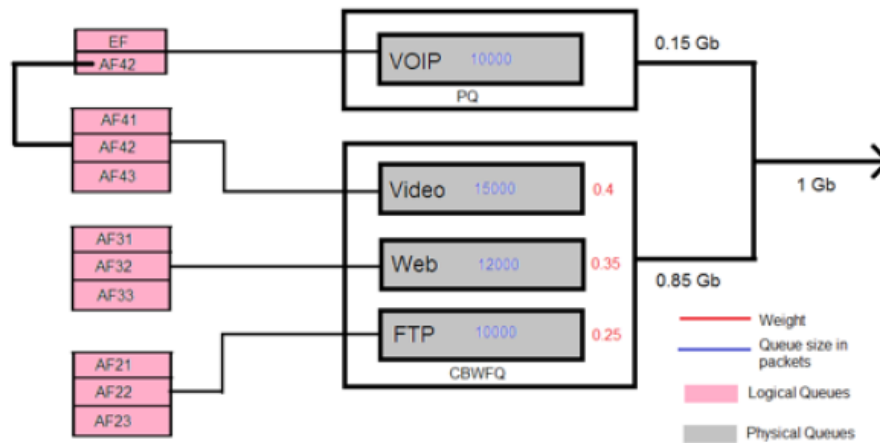 EF
AF42
VOIP 10000
PQ
0.15 Gb
AF41
AF42
AF43
Video 15000 0.4
1 Gb
AF31
AF32
AF33
Web 12000 0.35
0.85 Gb
FTP 10000 0.25
CBWFQ
AF21
AF22
AF23
Weight
Queue size in
packets
Logical Queues
Physical Queues